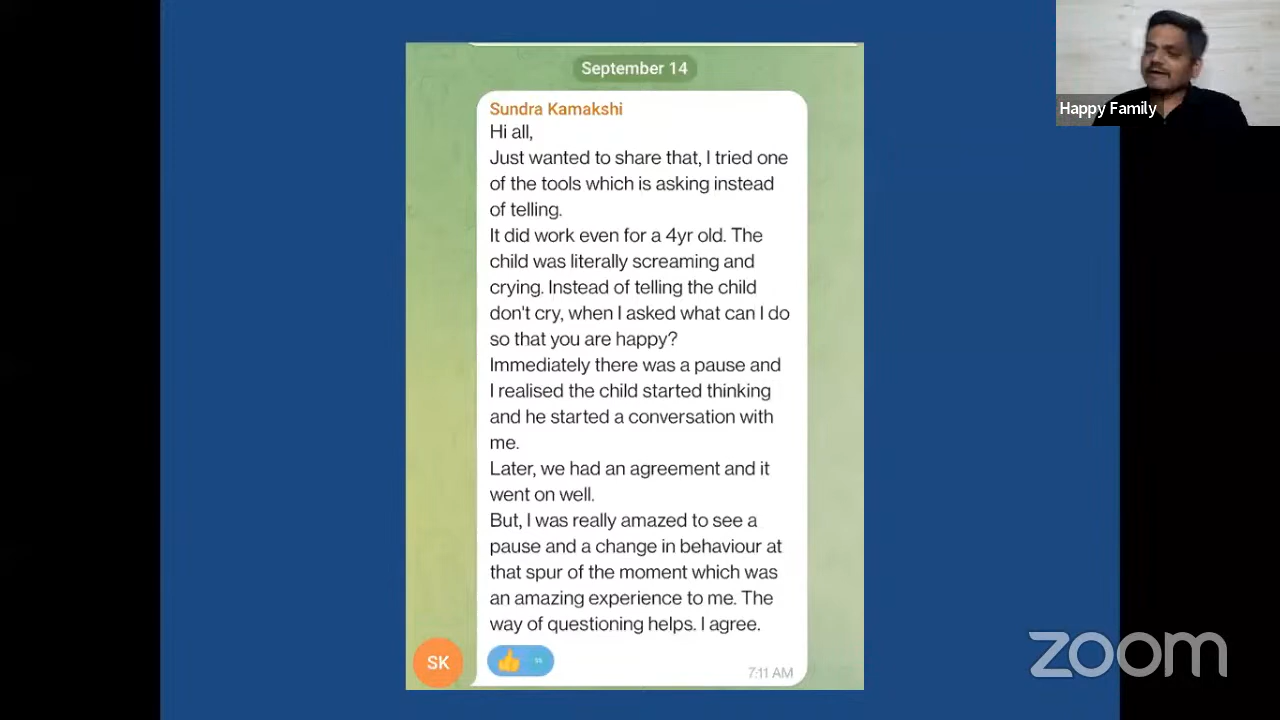 September 14
Sundra Kamakshi
Hi all,
Just wanted to share that, I tried one
of the tools which is asking instead
of telling.
It did work even for a 4yr old. The
child was literally screaming and
crying. Instead of telling the child
don't cry, when I asked what can I do
so that you are happy?
Immediately there was a pause and
I realised the child started thinking
and he started a conversation with
me.
Later, we had an agreement and it
went on well.
But, I was really amazed to see a
pause and a change in behaviour at
that spur of the moment which was
an amazing experience to me. The
way of questioning helps. I agree.
SK
7:11 AM
Happy Family
zoom